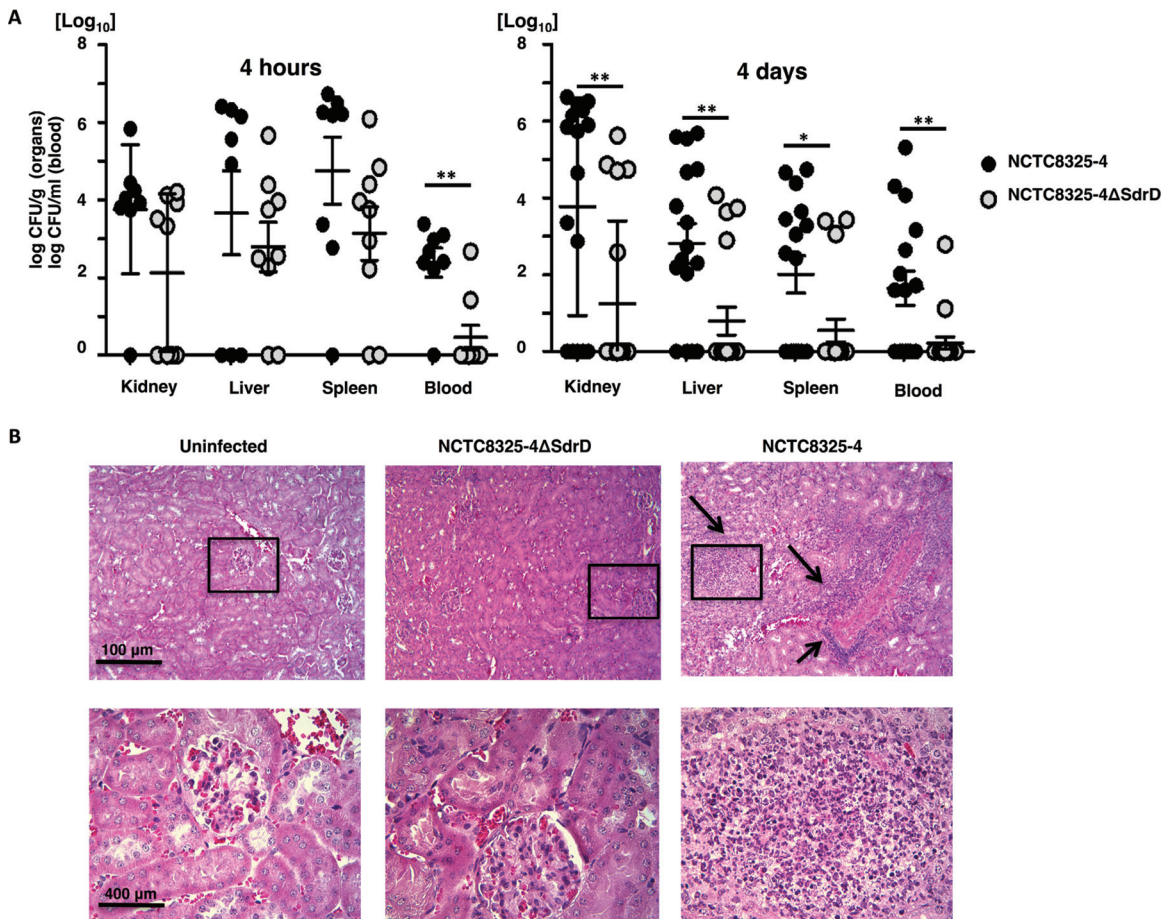 A
[Log10]
[Log10]
8
6
4
2
0
4 hours
**
log CFU/g (organs)
log CFU/ml (blood)
Kidney Liver Spleen Blood
8
6
4
2
0
4 days
**
**
*
**
Kidney Liver Spleen Blood
NCTC8325-4
NCTC8325-4ΔSdrD
B
Uninfected
NCTC8325-4ΔSdrD
NCTC8325-4
100 µm
400 µm